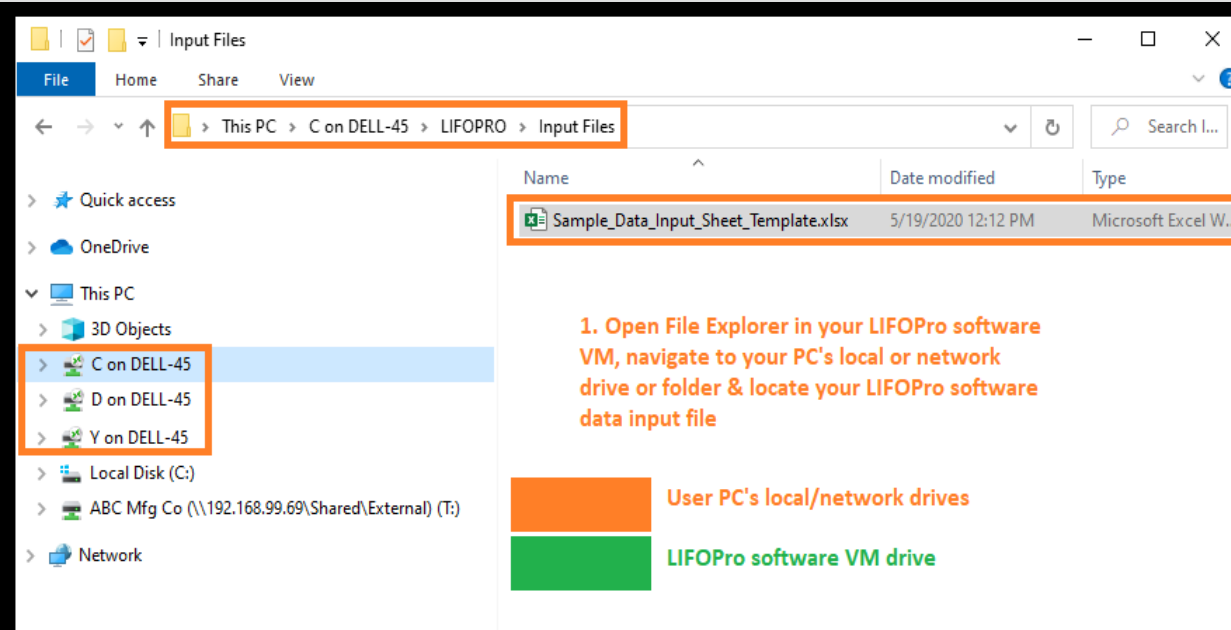 Input Files
File Home Share View
This PC > C on DELL-45 > LIFOPRO > Input Files
Search I...
Name Date modified Type
Quick access
Sample_Data_Input_Sheet_Template.xlsx 5/19/2020 12:12 PM Microsoft Excel W...
OneDrive
This PC
3D Objects
C on DELL-45
D on DELL-45
Y on DELL-45
Local Disk (C:)
ABC Mfg Co (\\192.168.99.69\Shared\External) (T:)
Network
1. Open File Explorer in your LIFOPro software
VM, navigate to your PC's local or network
drive or folder & locate your LIFOPro software
data input file
User PC's local/network drives
LIFOPro software VM drive